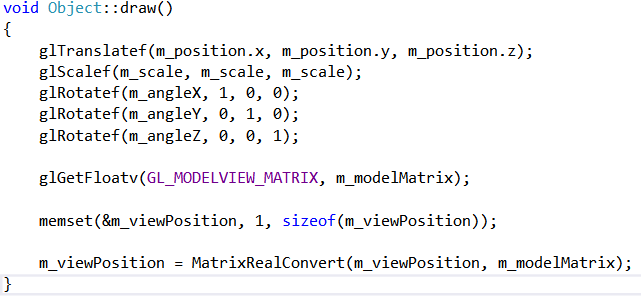 void Object::draw()
{
glTranslatef(m_position.x, m_position.y, m_position.z);
glScalef(m_scale, m_scale, m_scale);
glRotatef(m_angleX, 1, 0, 0);
glRotatef(m_angleY, 0, 1, 0);
glRotatef(m_angleZ, 0, 0, 1);
glGetFloatv(GL_MODELVIEW_MATRIX, m_modelMatrix);
memset(&m_viewPosition, 1, sizeof(m_viewPosition));
m_viewPosition = MatrixRealConvert(m_viewPosition, m_modelMatrix);
}